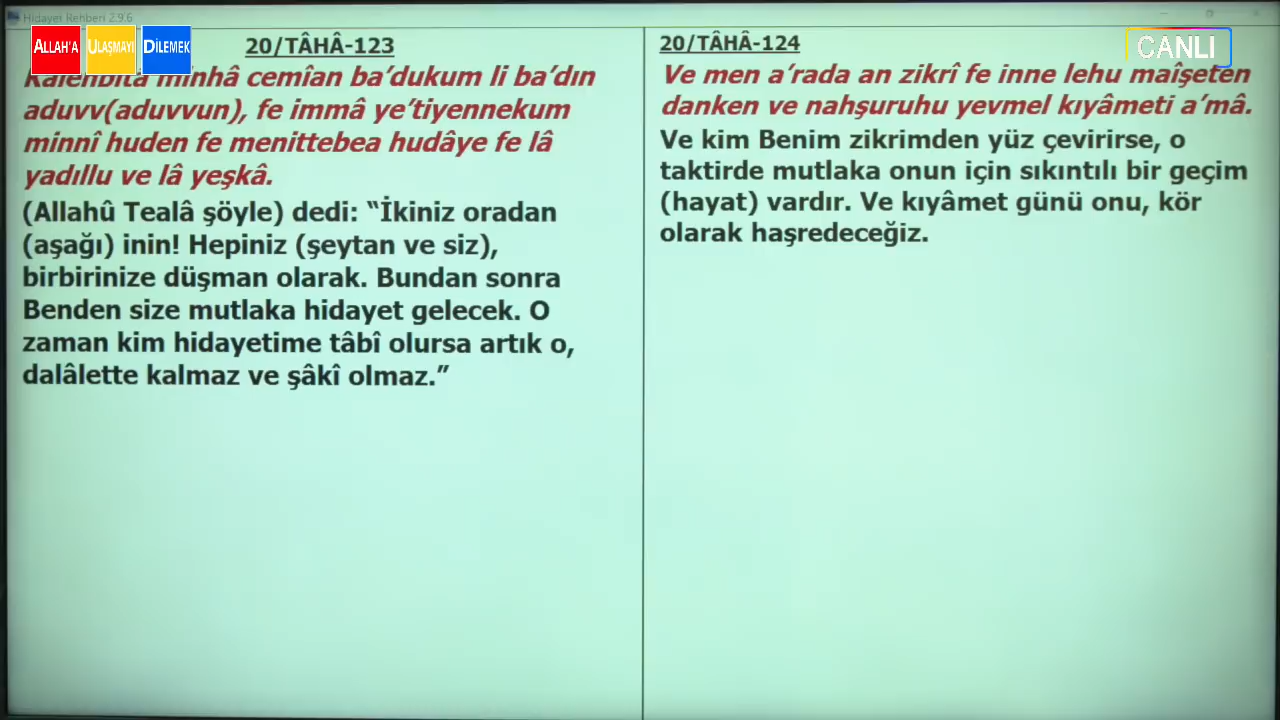 Hidayet Rehberi 2.9.6
ALLAH'A ULAŞMAYI DİLEMEK
CANLI
20/TÂHÂ-123
Kâlehbitâ minhâ cemîan ba’dukum li ba’dın
aduvv(aduvvun), fe immâ ye’tiyennekum
minnî huden fe menittebea hudâye fe lâ
yadıllu ve lâ yeşkâ.
(Allahû Tealâ şöyle) dedi: “İkiniz oradan
(aşağı) inin! Hepiniz (şeytan ve siz),
birbirinize düşman olarak. Bundan sonra
Benden size mutlaka hidayet gelecek. O
zaman kim hidayetime tâbî olursa artık o,
dalâlette kalmaz ve şâkî olmaz.”
20/TÂHÂ-124
Ve men a’rada an zikrî fe inne lehu maîşeten
danken ve nahşuruhu yevmel kıyâmeti a’mâ.
Ve kim Benim zikrimden yüz çevirirse, o
taktirde mutlaka onun için sıkıntılı bir geçim
(hayat) vardır. Ve kıyâmet günü onu, kör
olarak haşredeceğiz.